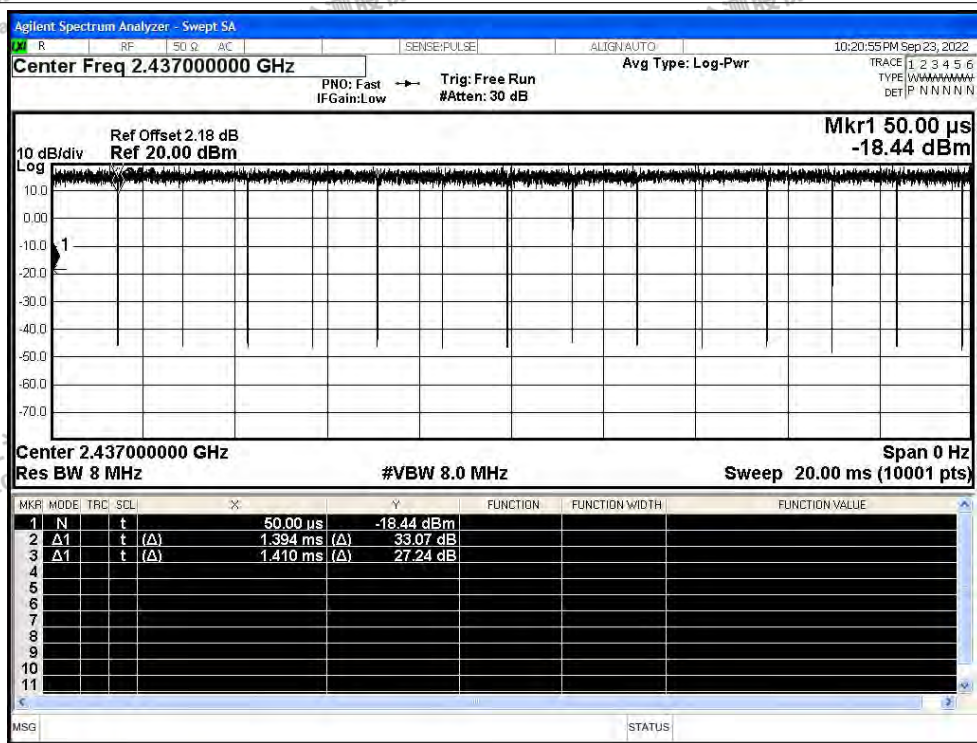 Agilent Spectrum Analyzer - Swept SA
LXI R RF 50 Ω AC SENSE:PULSE ALIGN AUTO 10:20:55 PM Sep 23, 2022
Center Freq 2.437000000 GHz
PNO: Fast
IFGain:Low
Trig: Free Run
#Atten: 30 dB
Avg Type: Log-Pwr
TRACE 1 2 3 4 5 6
TYPE W
DET P N N N N N
Mkr1 50.00 µs
-18.44 dBm
Ref Offset 2.18 dB
10 dB/div Ref 20.00 dBm
Log
10.0
0.00
-10.0
1
-20.0
-30.0
-40.0
-50.0
-60.0
-70.0
Center 2.437000000 GHz Span 0 Hz
Res BW 8 MHz #VBW 8.0 MHz Sweep 20.00 ms (10001 pts)
MKR MODE TRC SCL X Y FUNCTION FUNCTION WIDTH FUNCTION VALUE
1 N t 50.00 µs -18.44 dBm
2 Δ1 t (Δ) 1.394 ms (Δ) 33.07 dB
3 Δ1 t (Δ) 1.410 ms (Δ) 27.24 dB
4
5
6
7
8
9
10
11
MSG STATUS